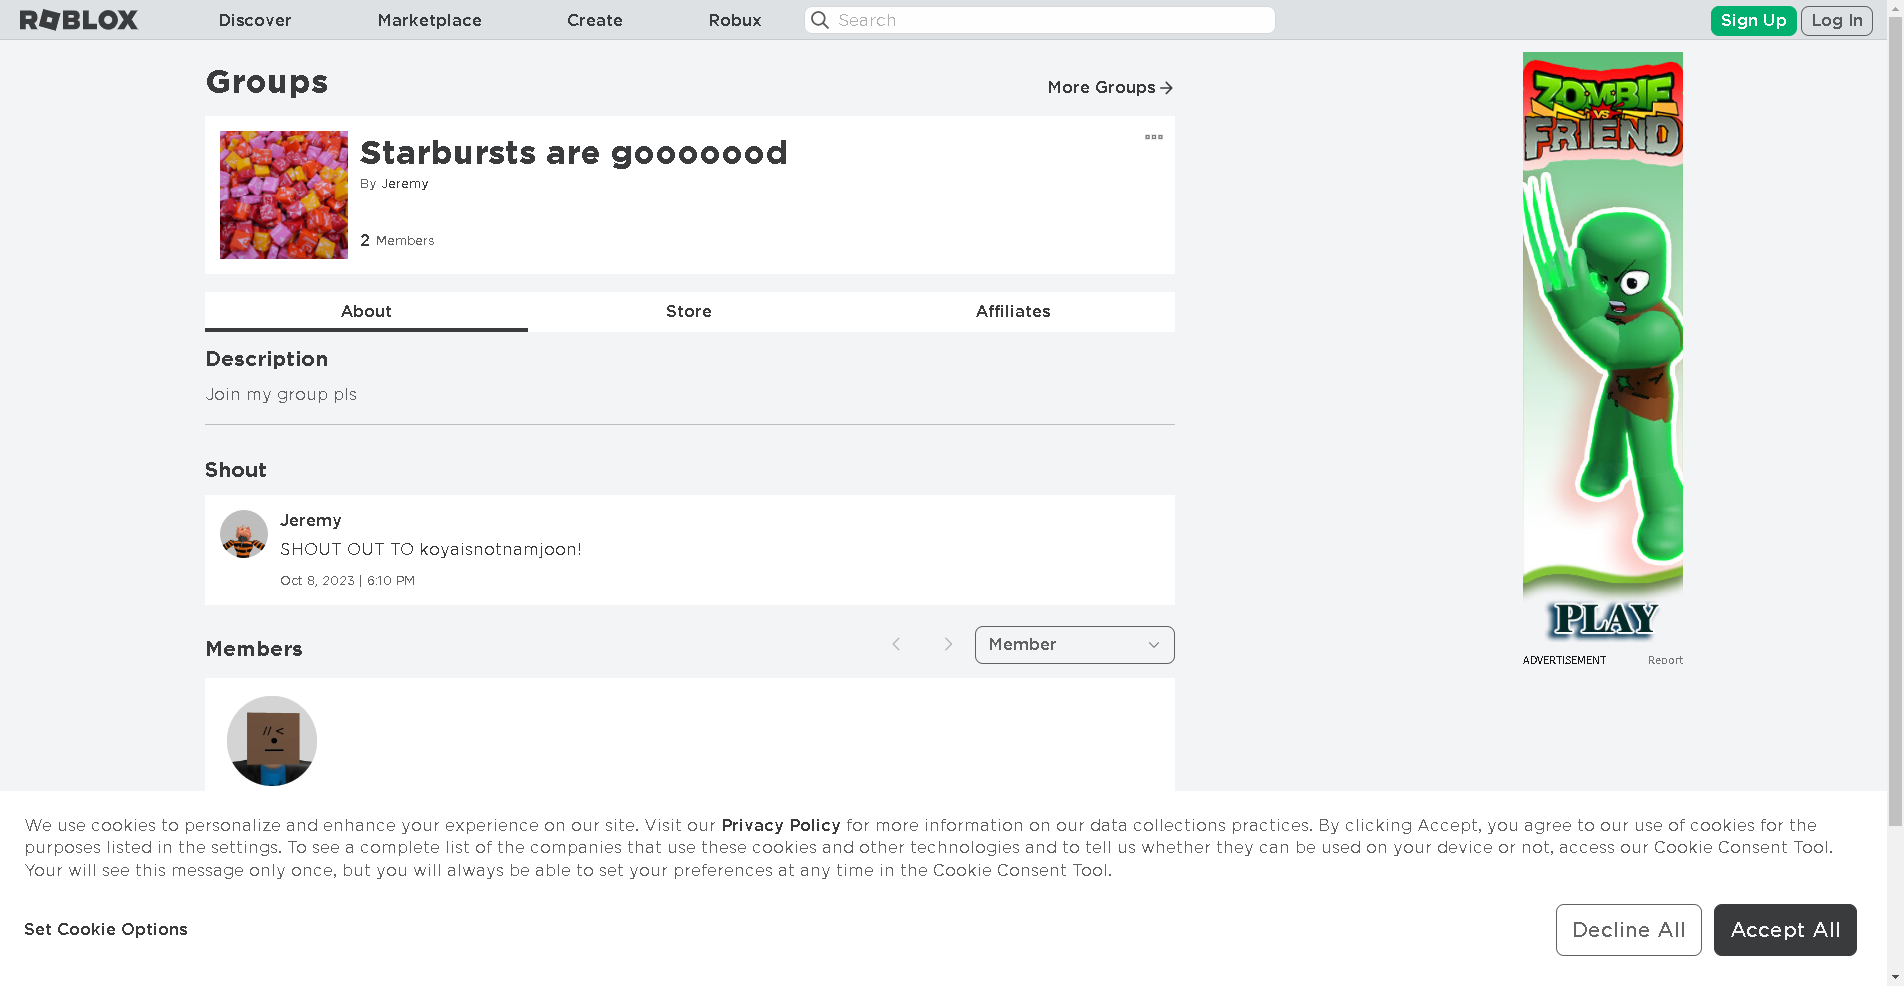 ROBLOX
Discover
Marketplace
Create
Robux
Search
Sign Up
Log In
Groups
More Groups
Starbursts are gooooood
By Jeremy
2 Members
About
Store
Affiliates
Description
Join my group pls
Shout
Jeremy
SHOUT OUT TO koyaisnotnamjoon!
Oct 8, 2023 | 6:10 PM
Members
Member
ZOMBIE
VS
FRIEND
PLAY
ADVERTISEMENT
Report
We use cookies to personalize and enhance your experience on our site. Visit our Privacy Policy for more information on our data collections practices. By clicking Accept, you agree to our use of cookies for the
purposes listed in the settings. To see a complete list of the companies that use these cookies and other technologies and to tell us whether they can be used on your device or not, access our Cookie Consent Tool.
Your will see this message only once, but you will always be able to set your preferences at any time in the Cookie Consent Tool.
Set Cookie Options
Decline All
Accept All